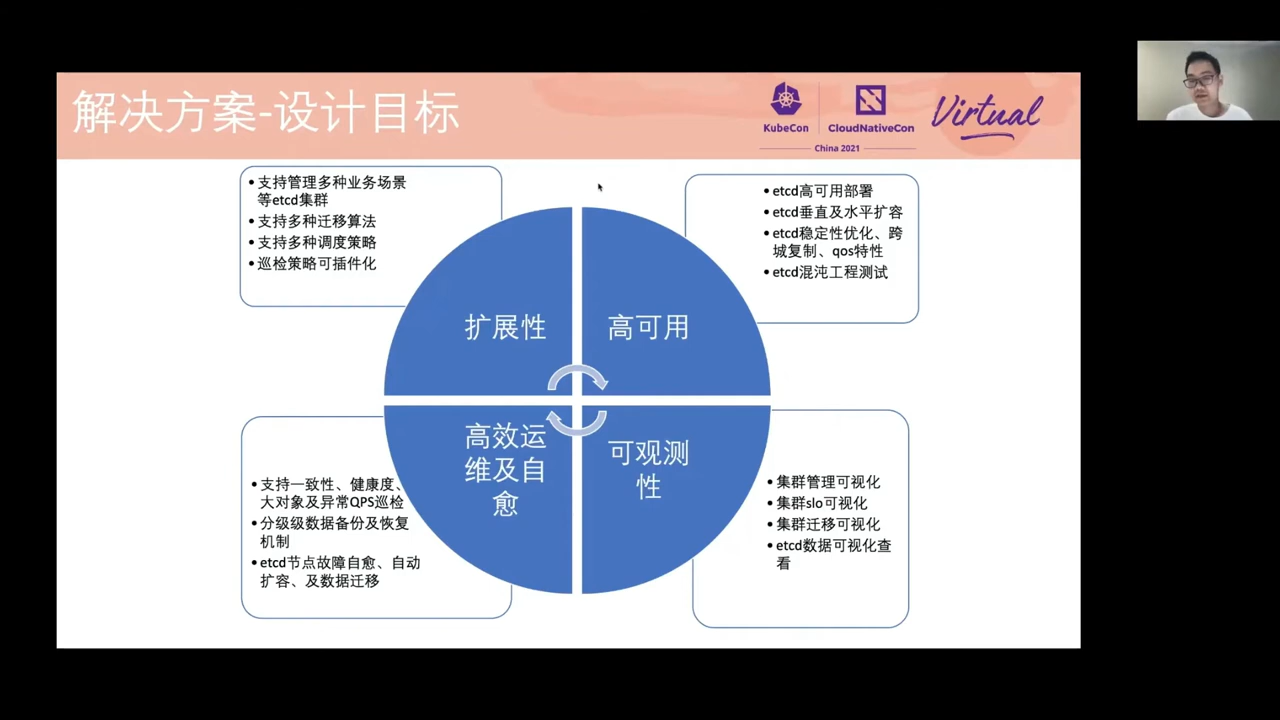 解决方案-设计目标
KubeCon
CloudNativeCon
China 2021
Virtual
• 支持管理多种业务场景
等etcd集群
• 支持多种迁移算法
• 支持多种调度策略
• 巡检策略可插件化
• etcd高可用部署
• etcd垂直及水平扩容
• etcd稳定性优化、跨
城复制、qos特性
• etcd混沌工程测试
扩展性
高可用
高效运
维及自
愈
可观测
性
• 支持一致性、健康度、
大对象及异常QPS巡检
• 分级级数据备份及恢复
机制
• etcd节点故障自愈、自动
扩容、及数据迁移
• 集群管理可视化
• 集群slo可视化
• 集群迁移可视化
• etcd数据可视化查
看